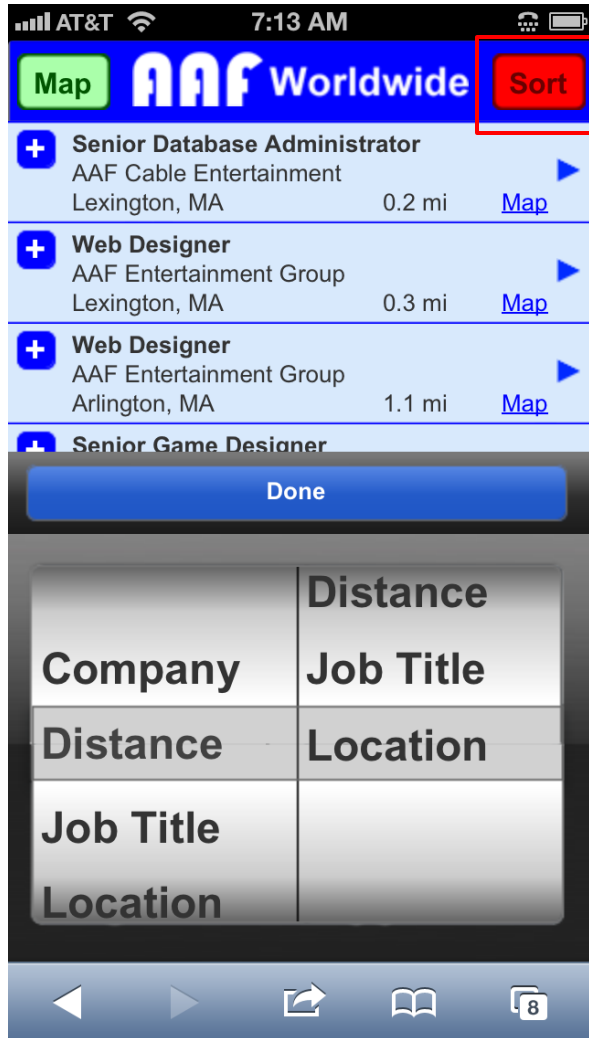 AT&T 7:13 AM
Map AAF Worldwide Sort
+ Senior Database Administrator
AAF Cable Entertainment
Lexington, MA 0.2 mi Map
+ Web Designer
AAF Entertainment Group
Lexington, MA 0.3 mi Map
+ Web Designer
AAF Entertainment Group
Arlington, MA 1.1 mi Map
Senior Game Designer
Done
Distance
Company Job Title
Distance Location
Job Title
Location
8